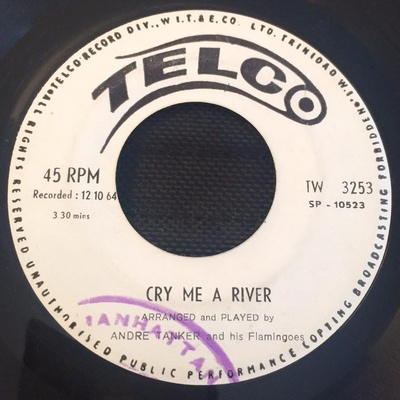 TELCO RECORD DIV., W.I.T.& E. CO. LTD. TRINIDAD W.I.
TELCO
45 RPM
Recorded : 12.10 64
3 30 mins
TW 3253
SP - 10523
CRY ME A RIVER
ARRANGED and PLAYED by
ANDRE TANKER and his Flamingoes
MANHATTAN
ALL RIGHTS RESERVED UNAUTHORISED PUBLIC PERFORMANCE COPTING BROADCASTING FORBIDDEN